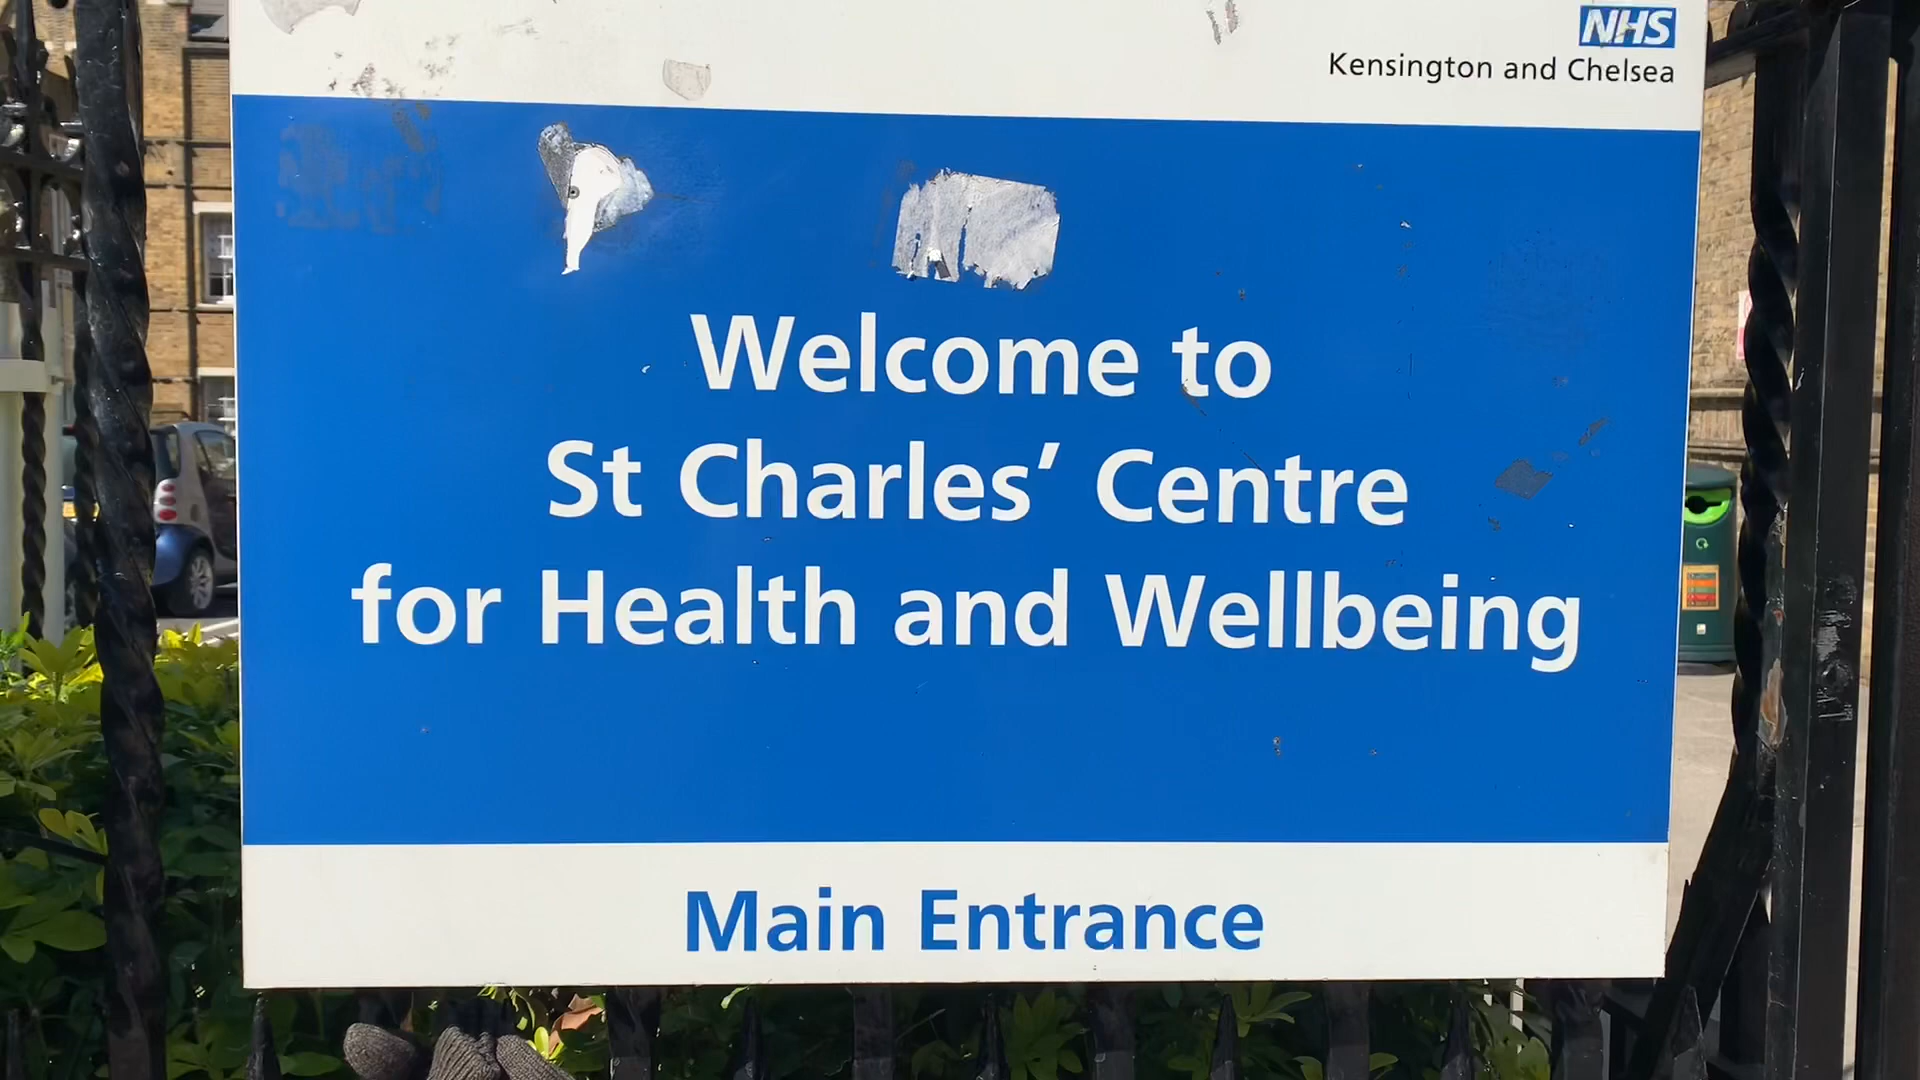 NHS
Kensington and Chelsea
Welcome to
St Charles’ Centre
for Health and Wellbeing
Main Entrance